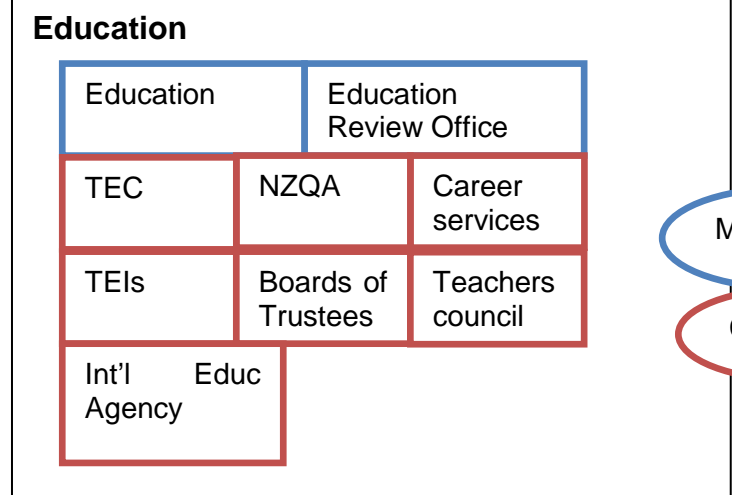 Education
Education
Education
Review Office
TEC
NZQA
Career
services
TEIs
Boards of
Trustees
Teachers
council
Int'l Educ
Agency
M